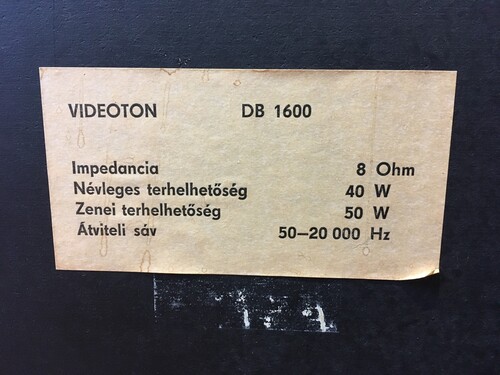 VIDEOTON DB 1600
Impedancia 8 Ohm
Névleges terhelhetőség 40 W
Zenei terhelhetőség 50 W
Átviteli sáv 50–20 000 Hz